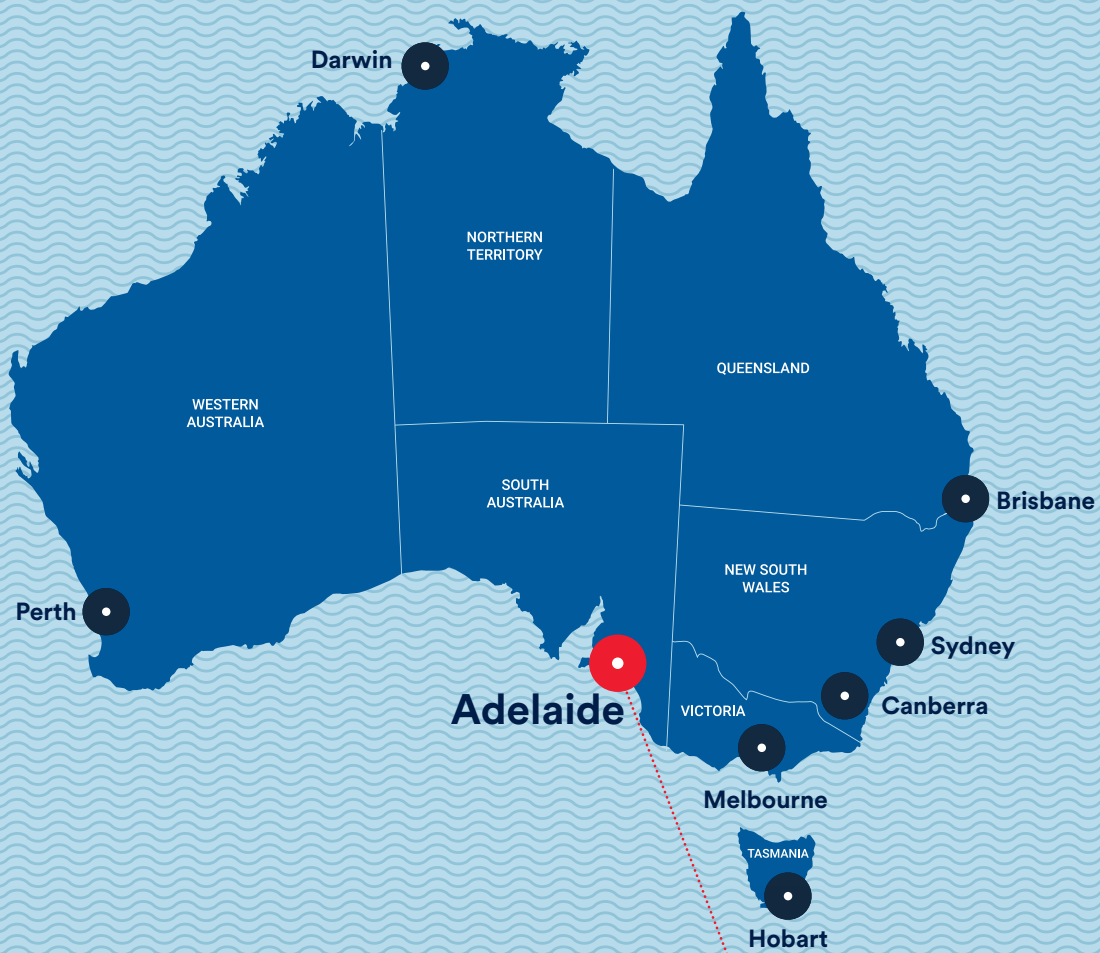 Darwin
NORTHERN
TERRITORY
QUEENSLAND
WESTERN
AUSTRALIA
SOUTH
AUSTRALIA
Brisbane
NEW SOUTH
WALES
Perth
Sydney
Adelaide
VICTORIA
Canberra
Melbourne
TASMANIA
Hobart